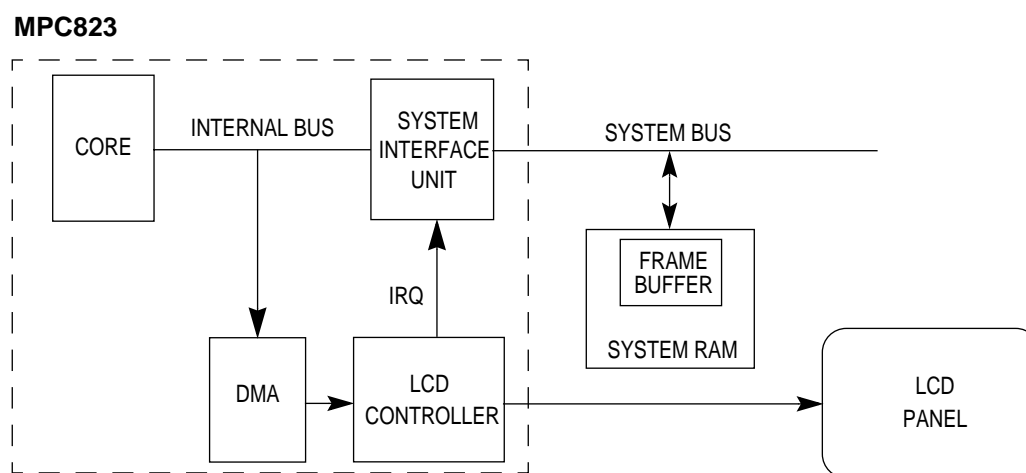 MPC823
CORE
INTERNAL BUS
SYSTEM
INTERFACE
UNIT
SYSTEM BUS
FRAME
BUFFER
SYSTEM RAM
IRQ
DMA
LCD
CONTROLLER
LCD
PANEL